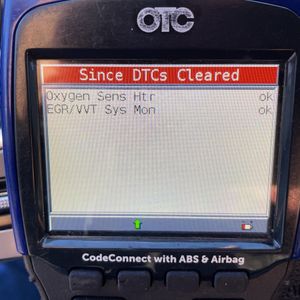 OTC
Since DTCs Cleared
Oxygen Sens Htr ok
EGR/VVT Sys Mon ok
CodeConnect with ABS & Airbag